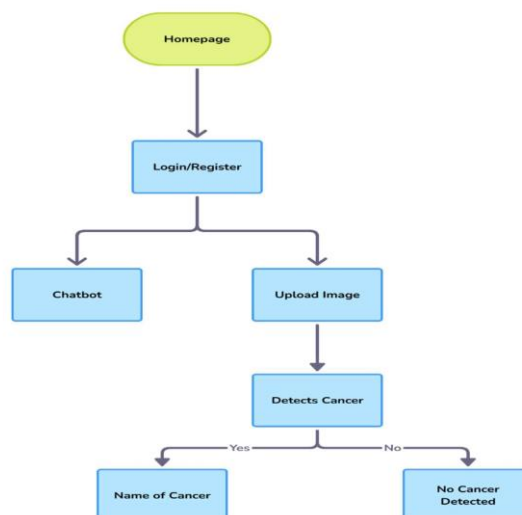 Homepage
Login/Register
Chatbot
Upload Image
Detects Cancer
Yes
No
Name of Cancer
No Cancer
Detected